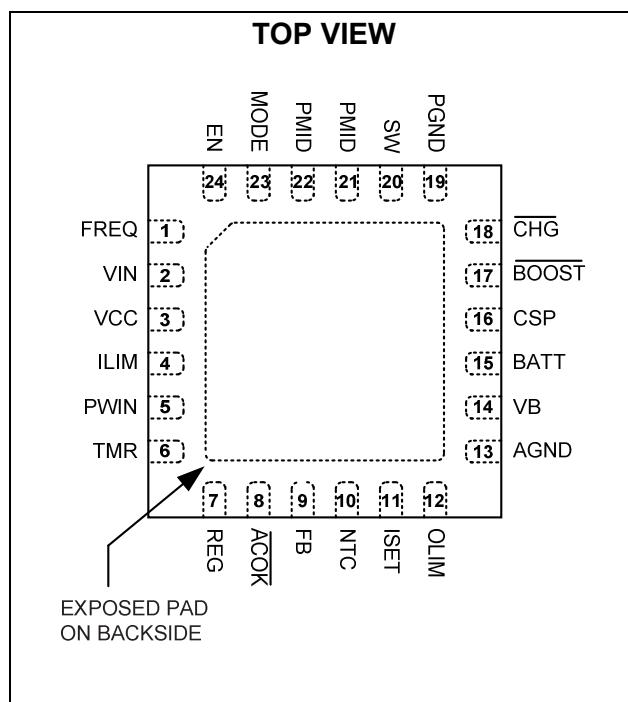 TOP VIEW
EN
MODE
PMID
PMID
SW
PGND
24
23
22
21
20
19
FREQ 1
VIN 2
VCC 3
ILIM 4
PWIN 5
TMR 6
18 CHG
17 BOOST
16 CSP
15 BATT
14 VB
13 AGND
7
8
9
10
11
12
REG
ACOK
FB
NTC
ISET
OLIM
EXPOSED PAD
ON BACKSIDE